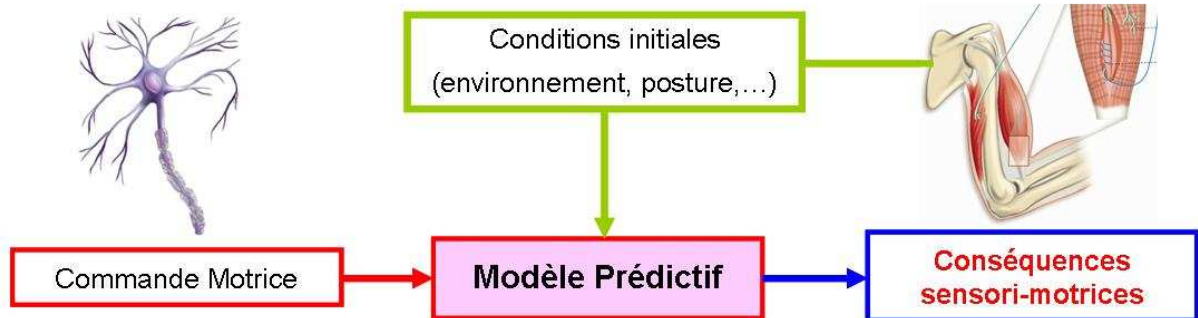 Conditions initiales
(environnement, posture,…)
Commande Motrice
Modèle Prédictif
Conséquences
sensori-motrices